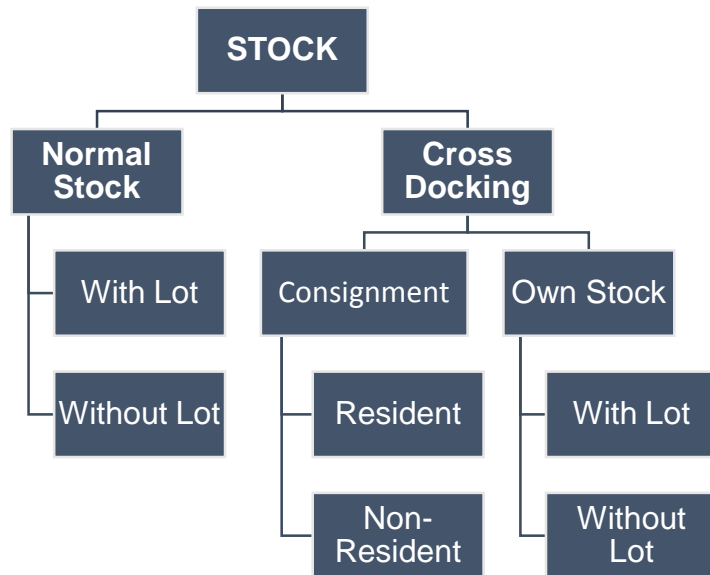 STOCK
Normal
Stock
Cross
Docking
With Lot
Consignment
Own Stock
Without Lot
Resident
With Lot
Non-
Resident
Without
Lot